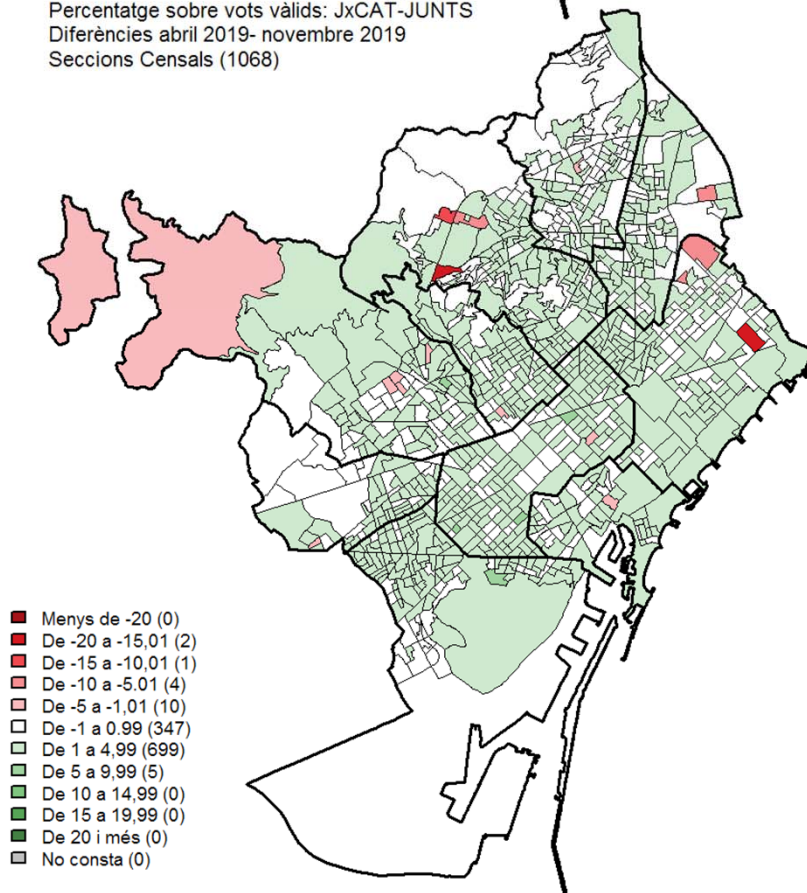 Percentatge sobre vots vàlids: JxCAT-JUNTS
Diferències abril 2019- novembre 2019
Seccions Censals (1068)
Menys de -20 (0)
De -20 a -15,01 (2)
De -15 a -10,01 (1)
De -10 a -5.01 (4)
De -5 a -1,01 (10)
De -1 a 0.99 (347)
De 1 a 4,99 (699)
De 5 a 9,99 (5)
De 10 a 14,99 (0)
De 15 a 19,99 (0)
De 20 i més (0)
No consta (0)